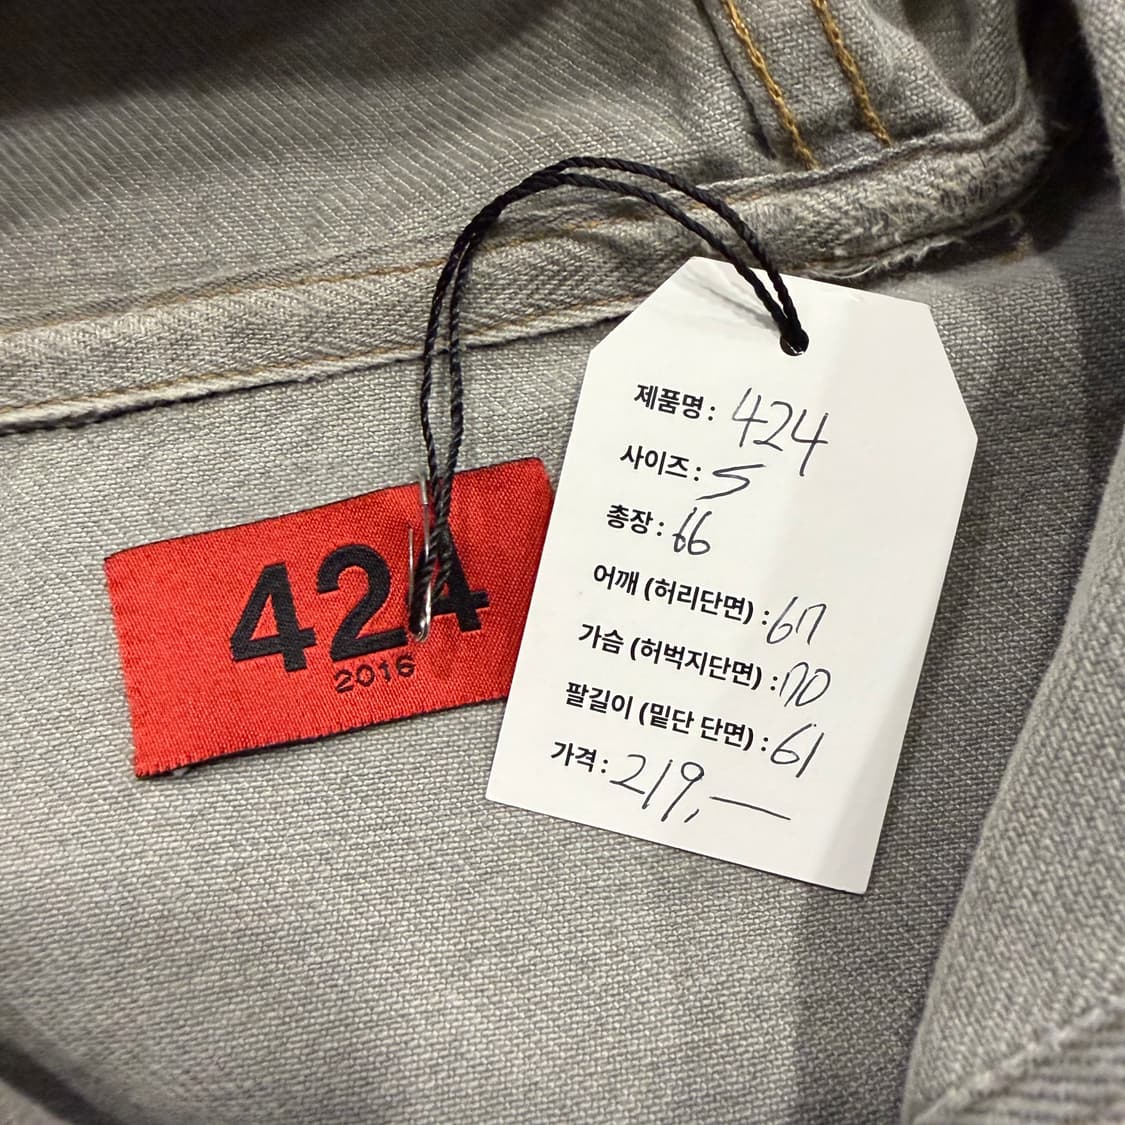 424
2016
제품명 : 424
사이즈 : S
총장 : 66
어깨 (허리단면) : 67
가슴 (허벅지단면) : 70
팔길이 (밑단 단면) : 61
가격 : 219,—